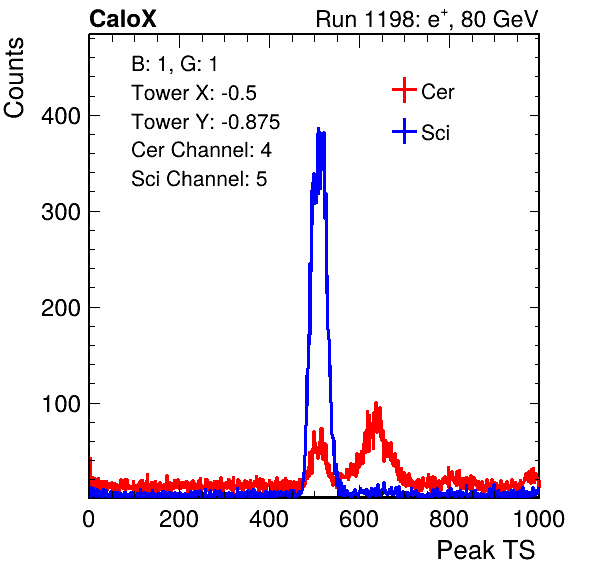 CaloX Run 1198: e⁺, 80 GeV
B: 1, G: 1
Tower X: -0.5
Tower Y: -0.875
Cer Channel: 4
Sci Channel: 5
Cer
Sci
Counts
400
300
200
100
0 200 400 600 800 1000
Peak TS